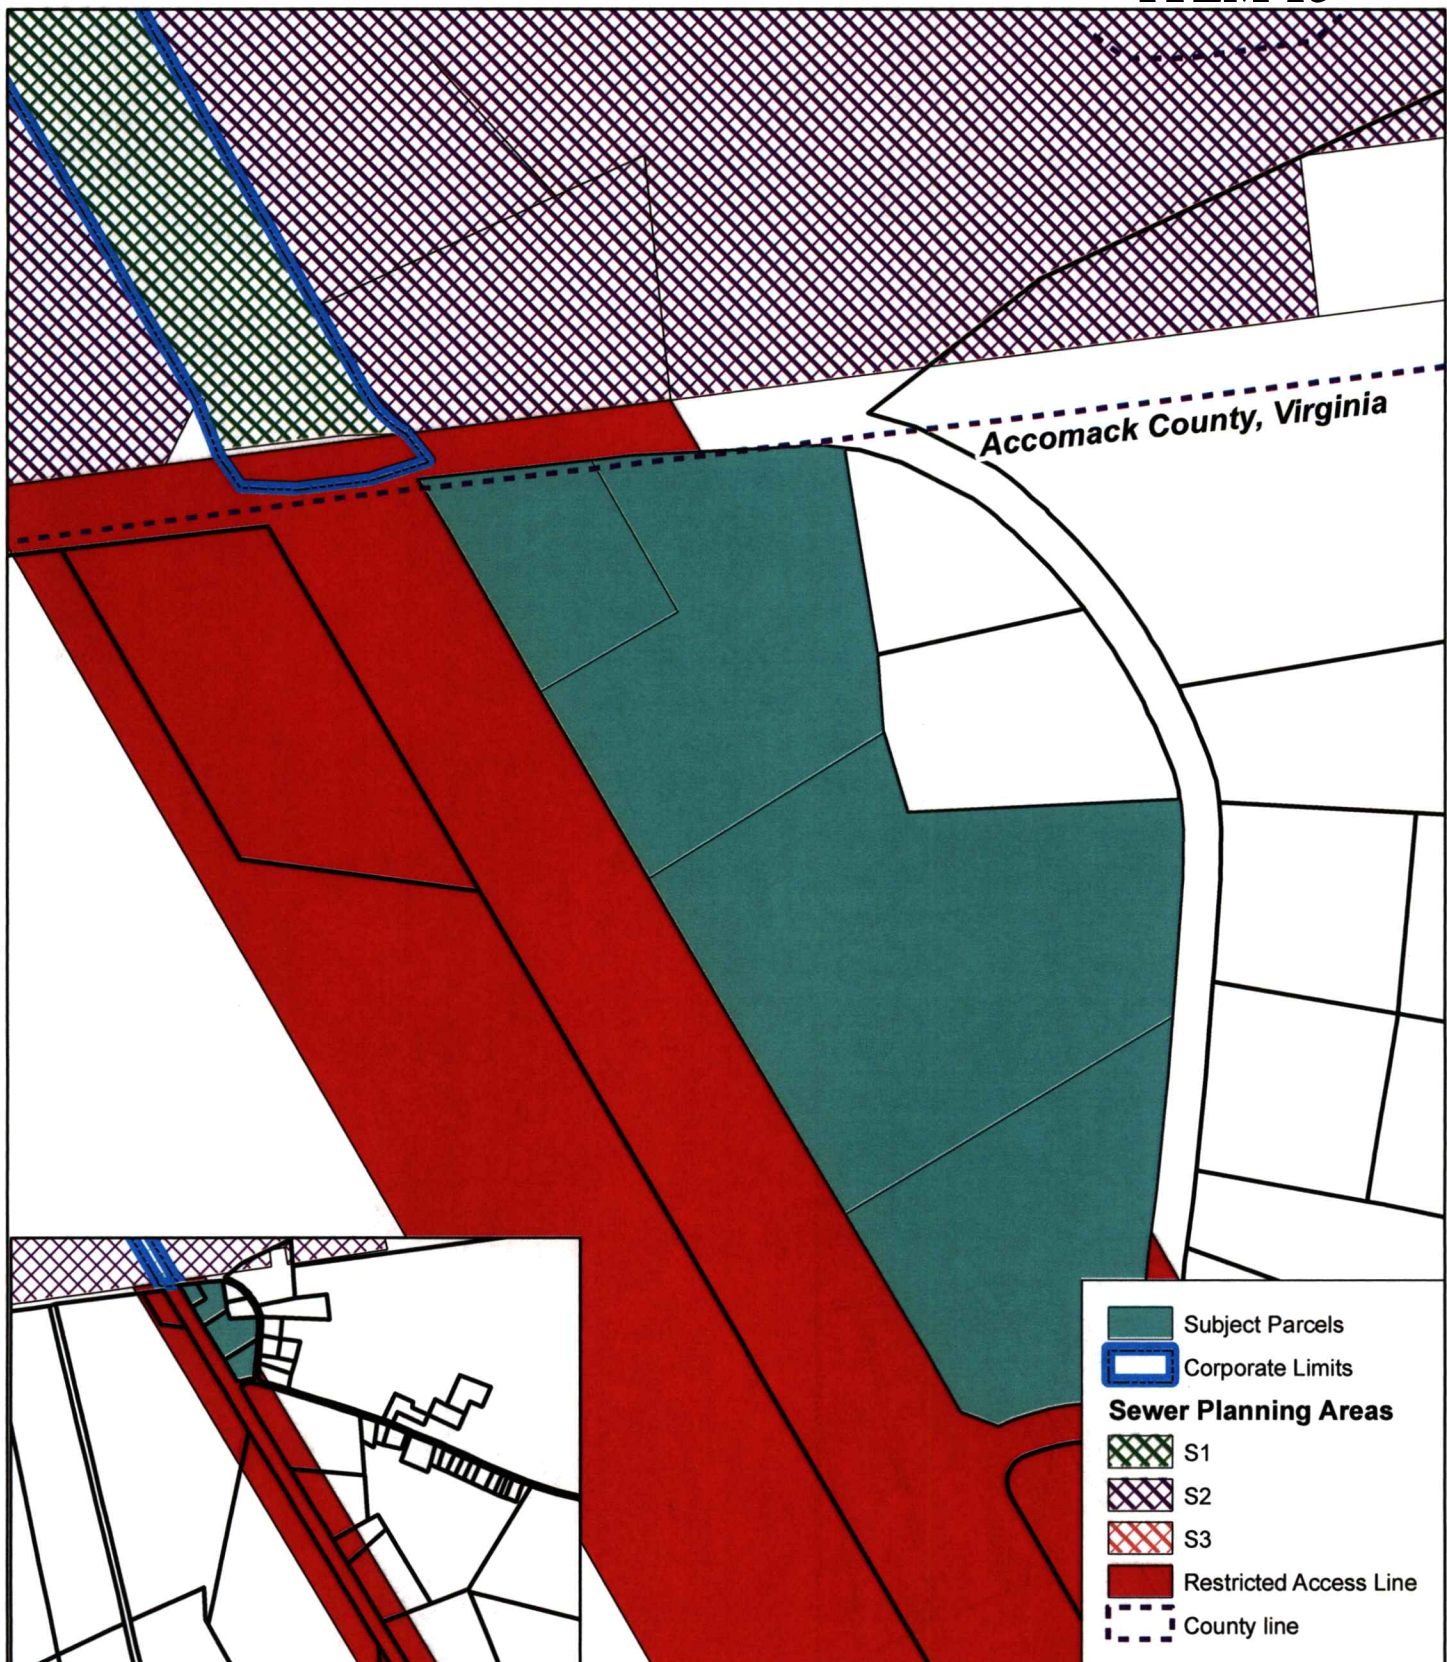 Accomack County, Virginia
Subject Parcels
Corporate Limits
Sewer Planning Areas
S1
S2
S3
Restricted Access Line
County line